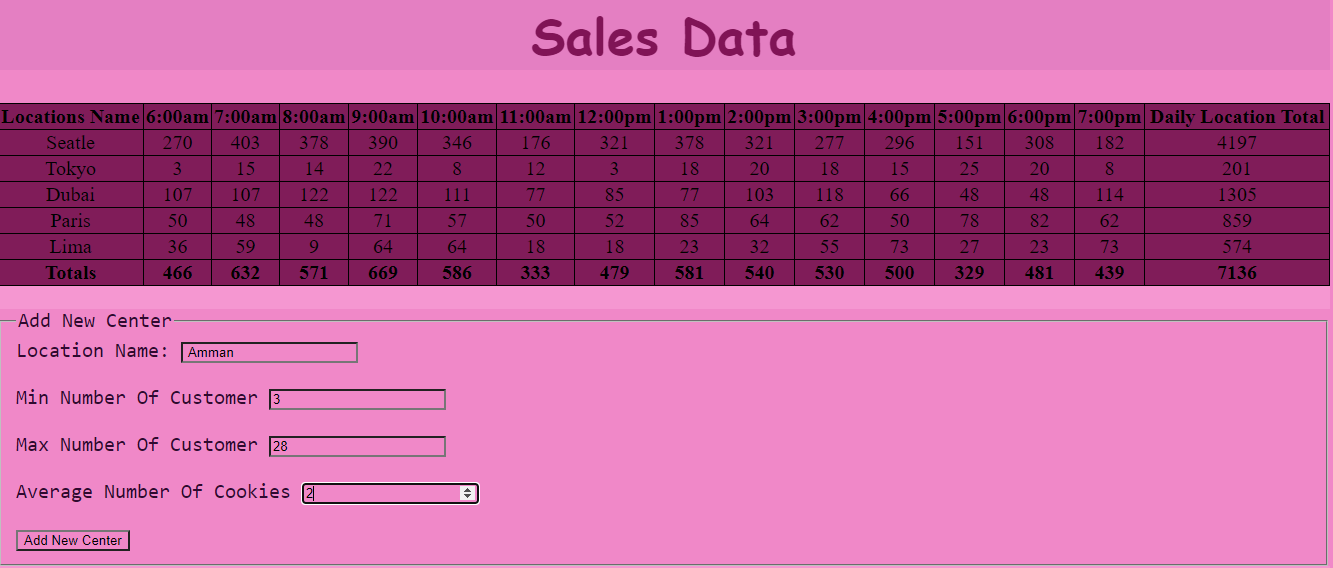 Sales Data
Locations Name 6:00am 7:00am 8:00am 9:00am 10:00am 11:00am 12:00pm 1:00pm 2:00pm 3:00pm 4:00pm 5:00pm 6:00pm 7:00pm Daily Location Total
Seatle 270 403 378 390 346 176 321 378 321 277 296 151 308 182 4197
Tokyo 3 15 14 22 8 12 3 18 20 18 15 25 20 8 201
Dubai 107 107 122 122 111 77 85 77 103 118 66 48 48 114 1305
Paris 50 48 48 71 57 50 52 85 64 62 50 78 82 62 859
Lima 36 59 9 64 64 18 18 23 32 55 73 27 23 73 574
Totals 466 632 571 669 586 333 479 581 540 530 500 329 481 439 7136
Add New Center
Location Name: Amman
Min Number Of Customer 3
Max Number Of Customer 28
Average Number Of Cookies 2
Add New Center